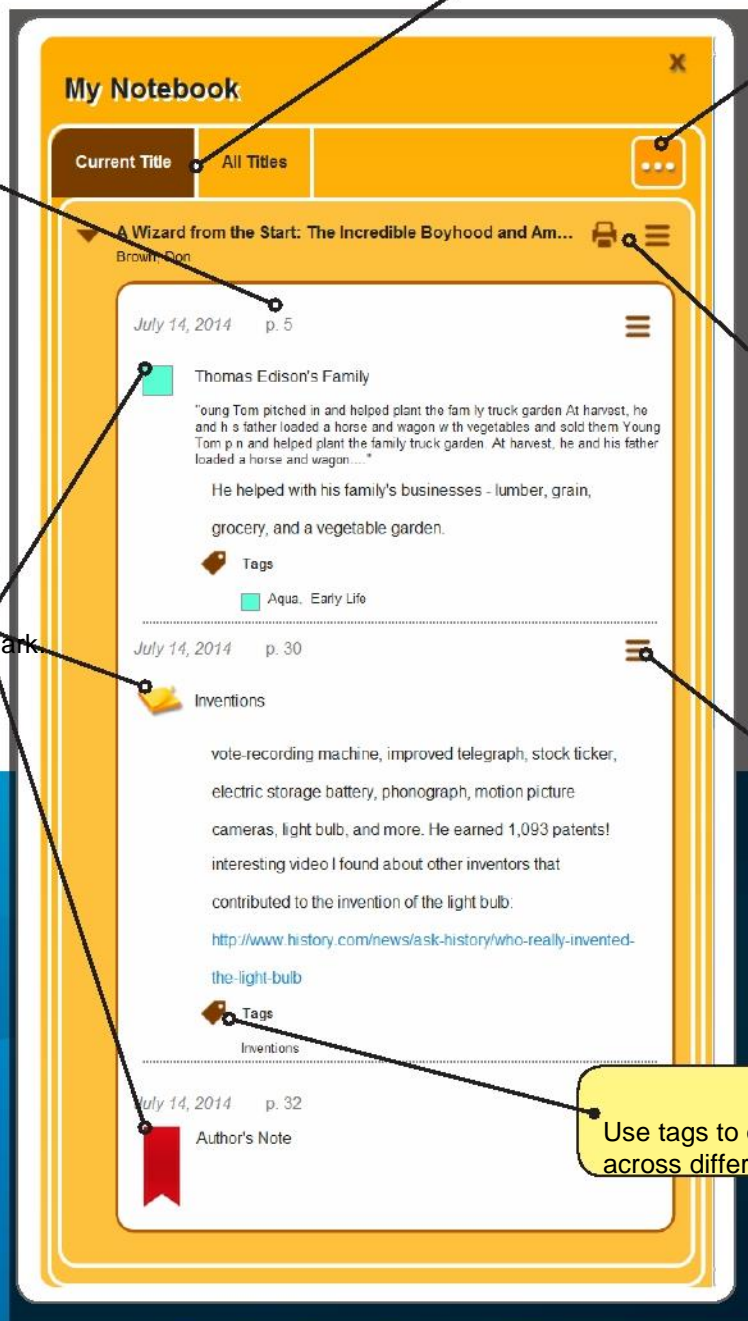 x
My Notebook
Current Title
All Titles
...
A Wizard from the Start: The Incredible Boyhood and Am...
Brown, Don
July 14, 2014 p. 5
Thomas Edison's Family
"oung Tom pitched in and helped plant the fam ly truck garden At harvest, he
and h s father loaded a horse and wagon w th vegetables and sold them Young
Tom p n and helped plant the family truck garden. At harvest, he and his father
loaded a horse and wagon...."
He helped with his family's businesses - lumber, grain,
grocery, and a vegetable garden.
Tags
Aqua, Early Life
ark.
July 14, 2014 p. 30
Inventions
vote-recording machine, improved telegraph, stock ticker,
electric storage battery, phonograph, motion picture
cameras, light bulb, and more. He earned 1,093 patents!
interesting video I found about other inventors that
contributed to the invention of the light bulb:
http://www.history.com/news/ask-history/who-really-invented-
the-light-bulb
Tags
Inventions
July 14, 2014 p. 32
Author's Note
Use tags to
across differ